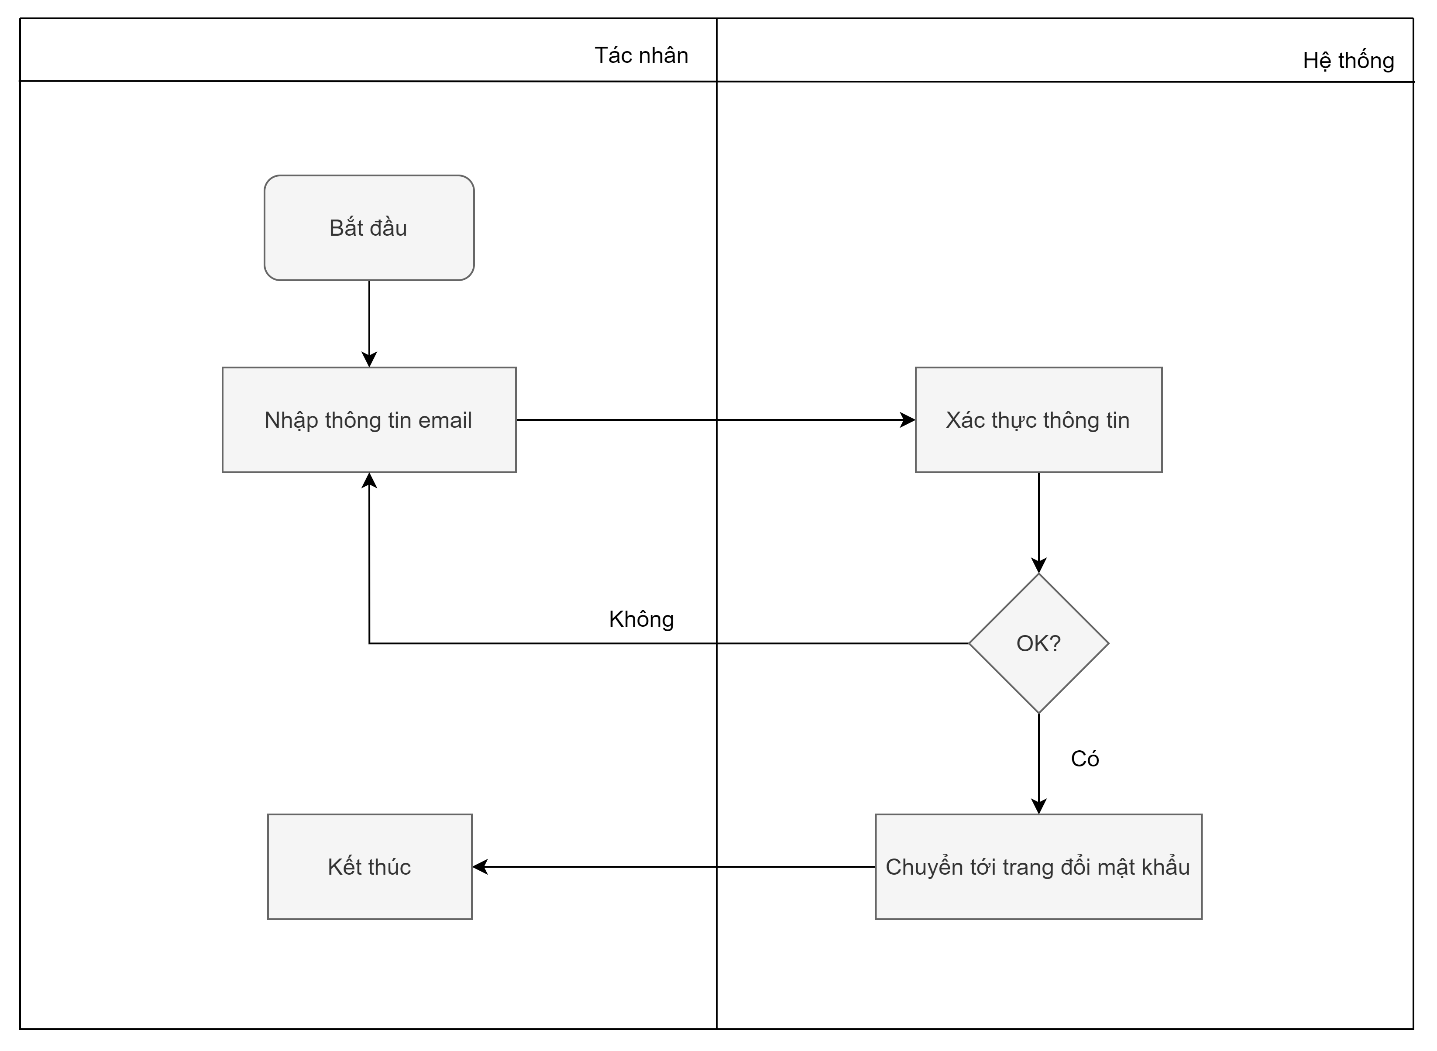 Tác nhân
Hệ thống
Bắt đầu
Nhập thông tin email
Xác thực thông tin
Không
OK?
Có
Kết thúc
Chuyển tới trang đổi mật khẩu